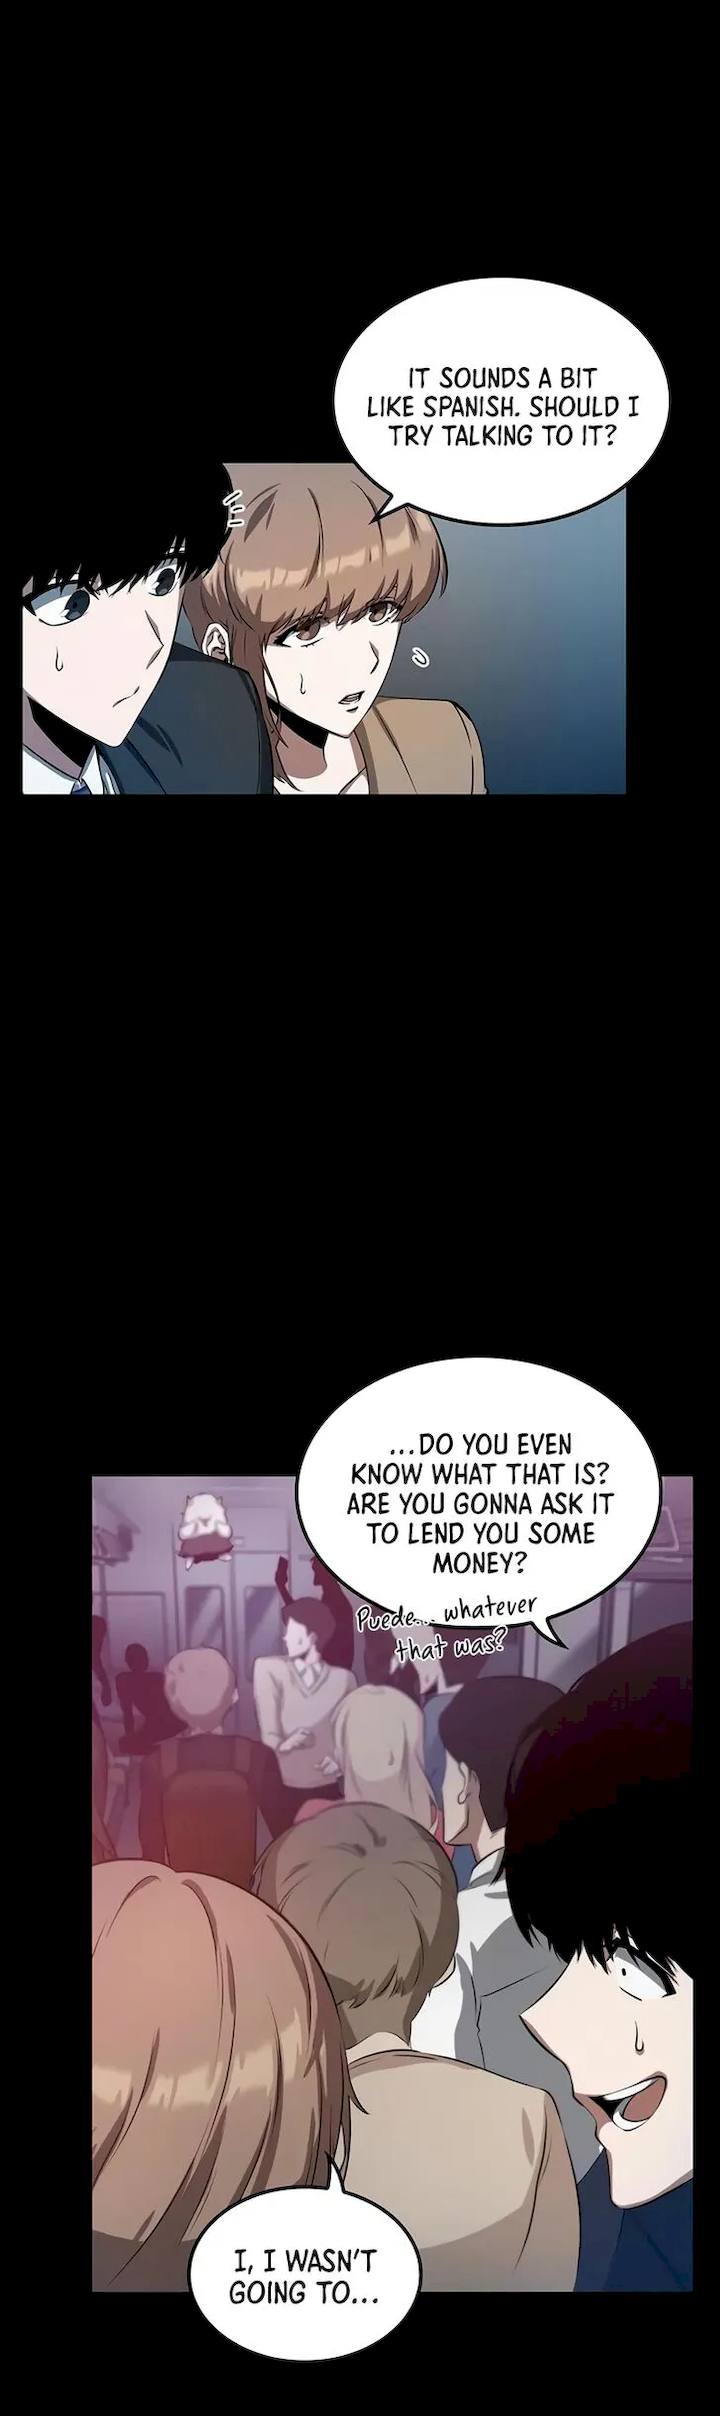 IT SOUNDS A BIT
LIKE SPANISH. SHOULD I
TRY TALKING TO IT?
...DO YOU EVEN
KNOW WHAT THAT IS?
ARE YOU GONNA ASK IT
TO LEND YOU SOME
MONEY?
Puede... whatever
that was?
I, I WASN'T
GOING TO...